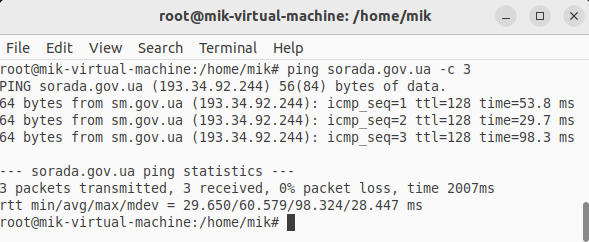 root@mik-virtual-machine: /home/mik
File Edit View Search Terminal Help
root@mik-virtual-machine:/home/mik# ping sorada.gov.ua -c 3
PING sorada.gov.ua (193.34.92.244) 56(84) bytes of data.
64 bytes from sm.gov.ua (193.34.92.244): icmp_seq=1 ttl=128 time=53.8 ms
64 bytes from sm.gov.ua (193.34.92.244): icmp_seq=2 ttl=128 time=29.7 ms
64 bytes from sm.gov.ua (193.34.92.244): icmp_seq=3 ttl=128 time=98.3 ms
--- sorada.gov.ua ping statistics ---
3 packets transmitted, 3 received, 0% packet loss, time 2007ms
rtt min/avg/max/mdev = 29.650/60.579/98.324/28.447 ms
root@mik-virtual-machine:/home/mik#